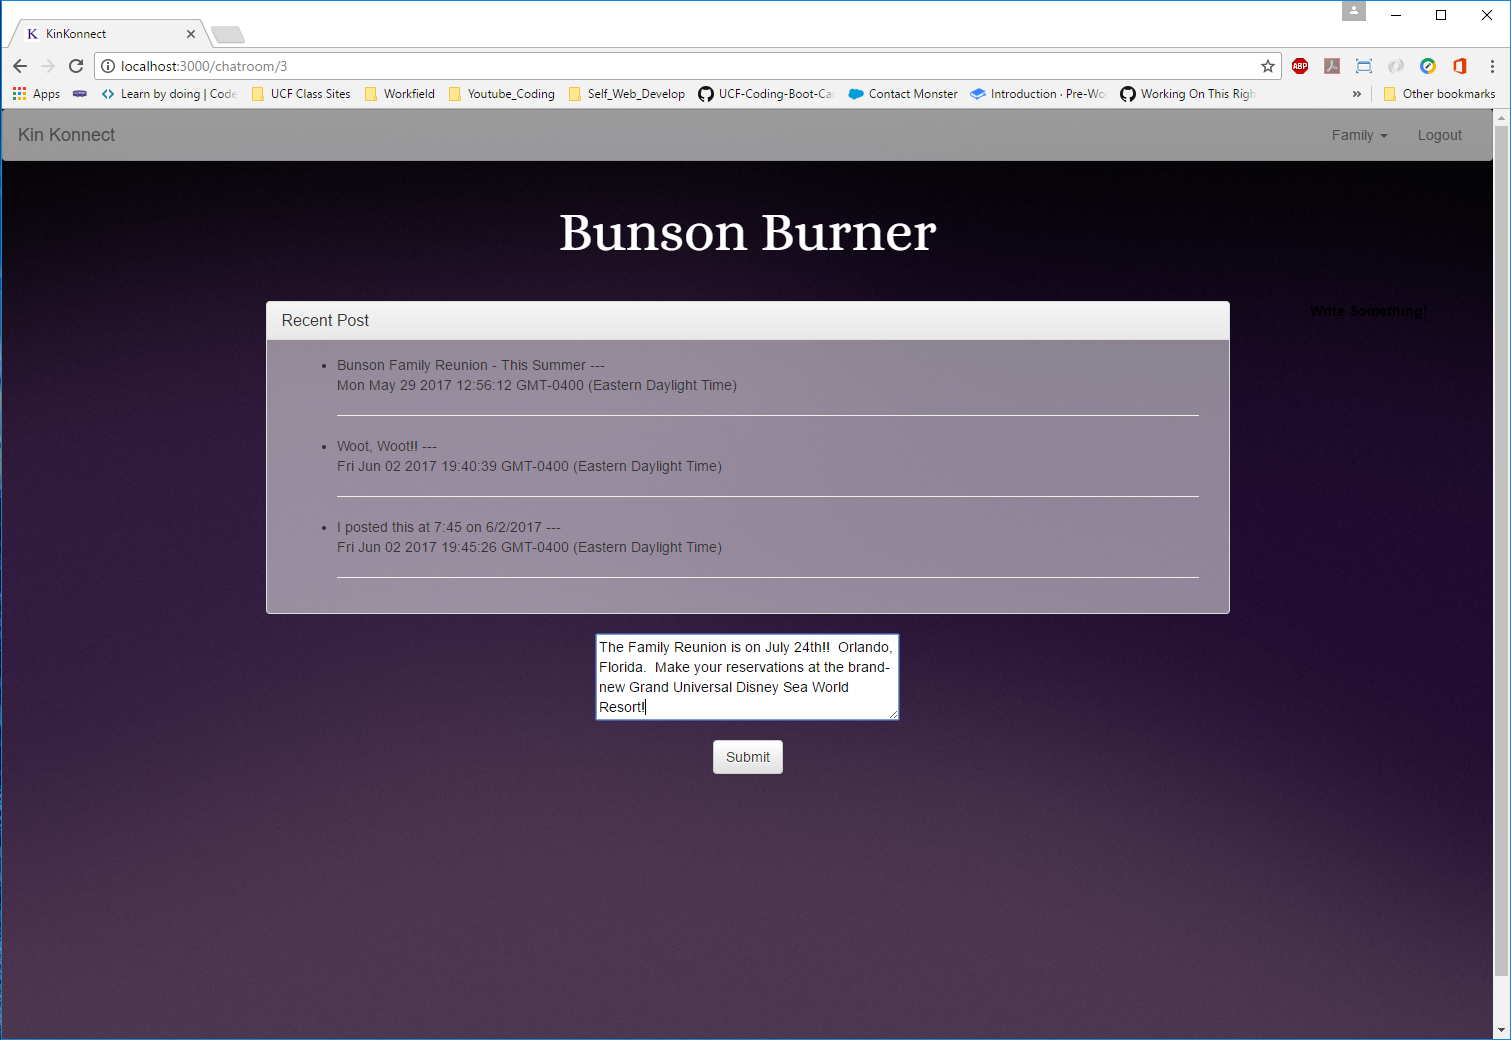 KinKonnect
localhost:3000/chatroom/3
ABP
Apps
Learn by doing | Code
UCF Class Sites
Workfield
Youtube_Coding
Self_Web_Develop
UCF-Coding-Boot-Ca
Contact Monster
Introduction · Pre-Wo
Working On This Righ
»
Other bookmarks
Kin Konnect
Family
Logout
Bunson Burner
Write Something!
Recent Post
Bunson Family Reunion - This Summer ---
Mon May 29 2017 12:56:12 GMT-0400 (Eastern Daylight Time)
Woot, Woot!! ---
Fri Jun 02 2017 19:40:39 GMT-0400 (Eastern Daylight Time)
I posted this at 7:45 on 6/2/2017 ---
Fri Jun 02 2017 19:45:26 GMT-0400 (Eastern Daylight Time)
The Family Reunion is on July 24th!!  Orlando,
Florida.  Make your reservations at the brand-
new Grand Universal Disney Sea World
Resort!
Submit